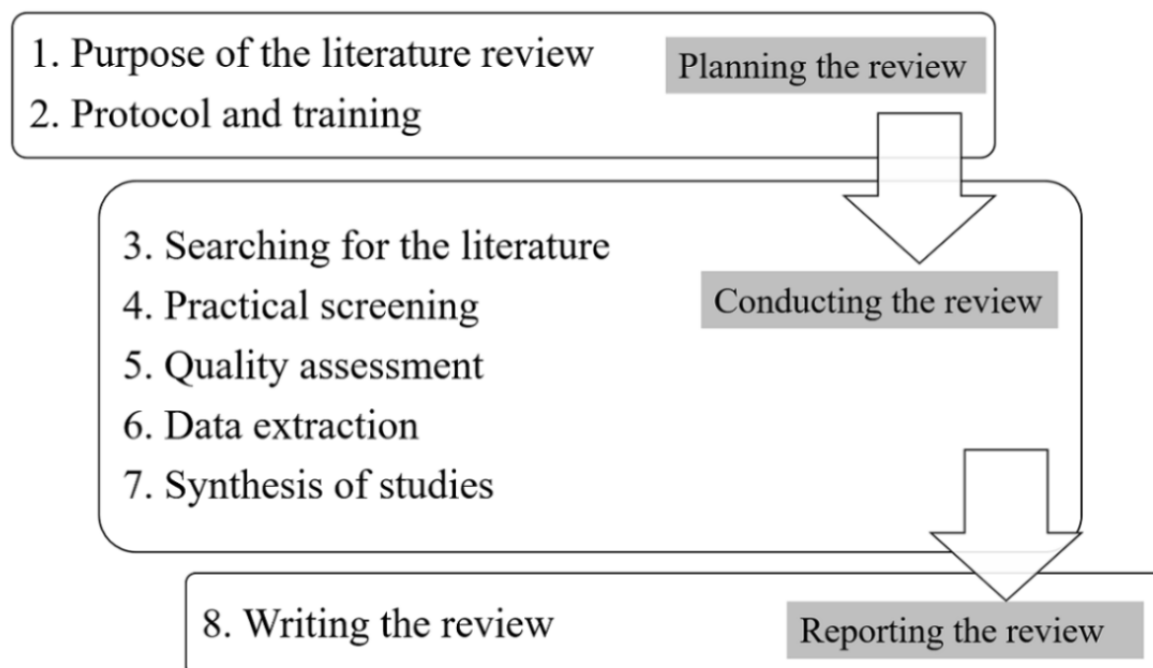 1. Purpose of the literature review
Planning the review
2. Protocol and training
3. Searching for the literature
Conducting the review
4. Practical screening
5. Quality assessment
6. Data extraction
7. Synthesis of studies
8. Writing the review
Reporting the review